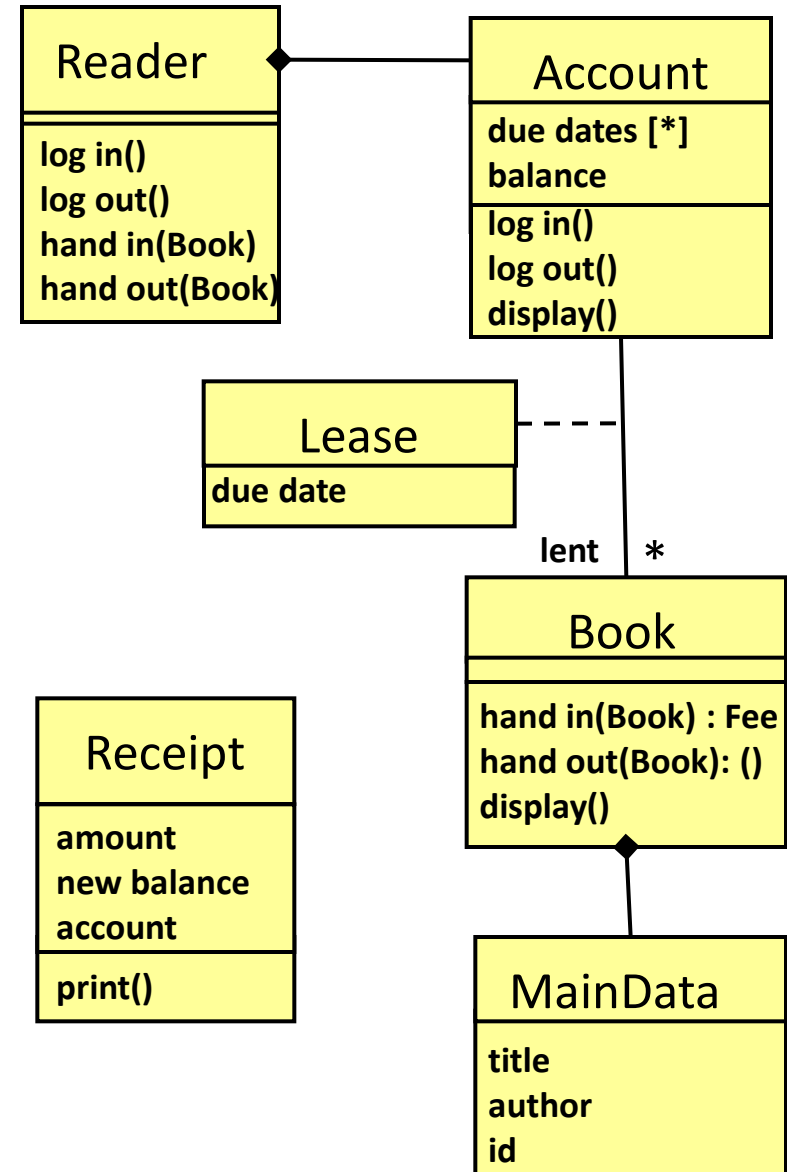 Reader
log in()
log out()
hand in(Book)
hand out(Book)
Account
due dates [*]
balance
log in()
log out()
display()
Lease
due date
lent *
Book
hand in(Book) : Fee
hand out(Book): ()
display()
Receipt
amount
new balance
account
print()
MainData
title
author
id